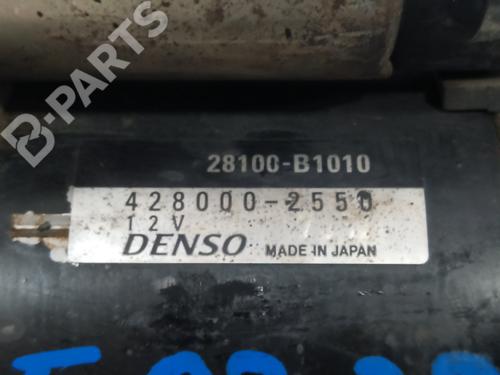 B-PARTS
28100-B1010
428000-2550
12V
DENSO MADE IN JAPAN